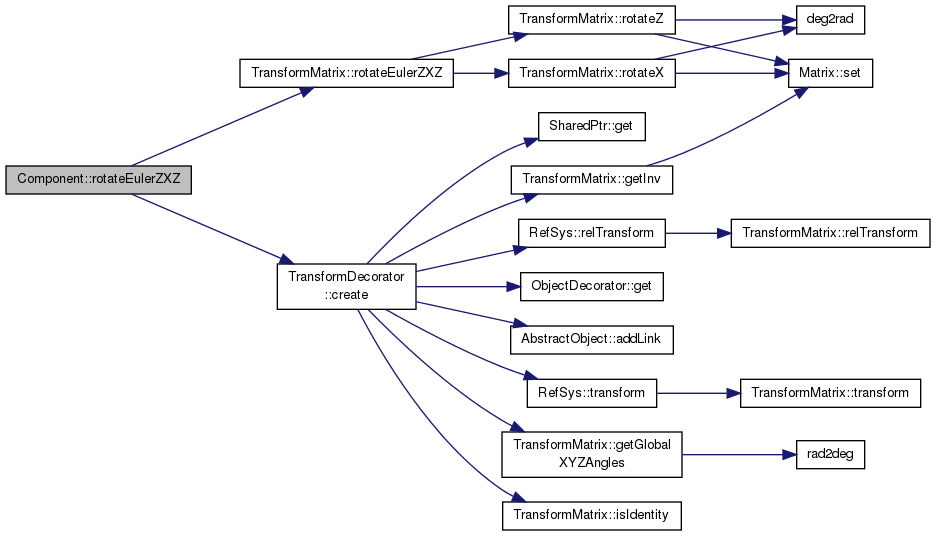 TransformMatrix::rotateZ
deg2rad
TransformMatrix::rotateEulerZXZ
TransformMatrix::rotateX
Matrix::set
SharedPtr::get
Component::rotateEulerZXZ
TransformMatrix::getInv
RefSys::relTransform
TransformMatrix::relTransform
TransformDecorator
::create
ObjectDecorator::get
AbstractObject::addLink
RefSys::transform
TransformMatrix::transform
TransformMatrix::getGlobal
XYZAngles
rad2deg
TransformMatrix::isIdentity